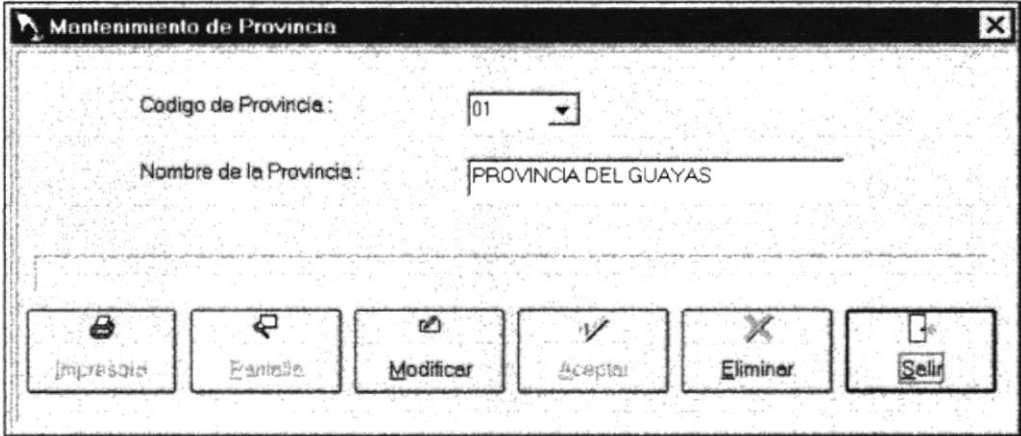 Mantenimiento de Provincia
Código de Provincia :
01
Nombre de la Provincia :
PROVINCIA DEL GUAYAS
Impresora
Pantalla
Modificar
Aceptar
Eliminar
Salir